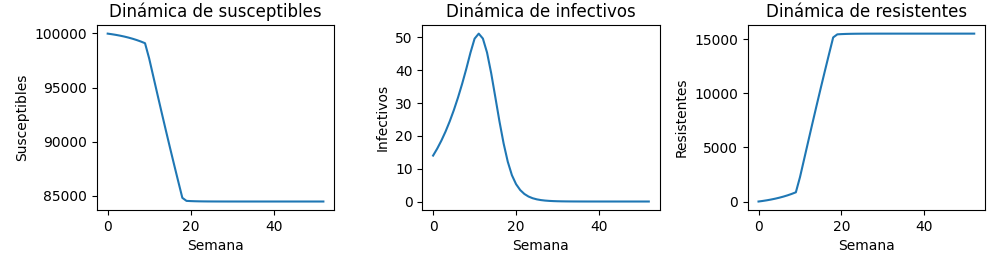 Dinámica de susceptibles
100000
95000
90000
85000
Susceptibles
0
20
40
Semana
Dinámica de infectivos
50
40
30
20
10
0
Infectivos
0
20
40
Semana
Dinámica de resistentes
15000
10000
5000
0
Resistentes
0
20
40
Semana